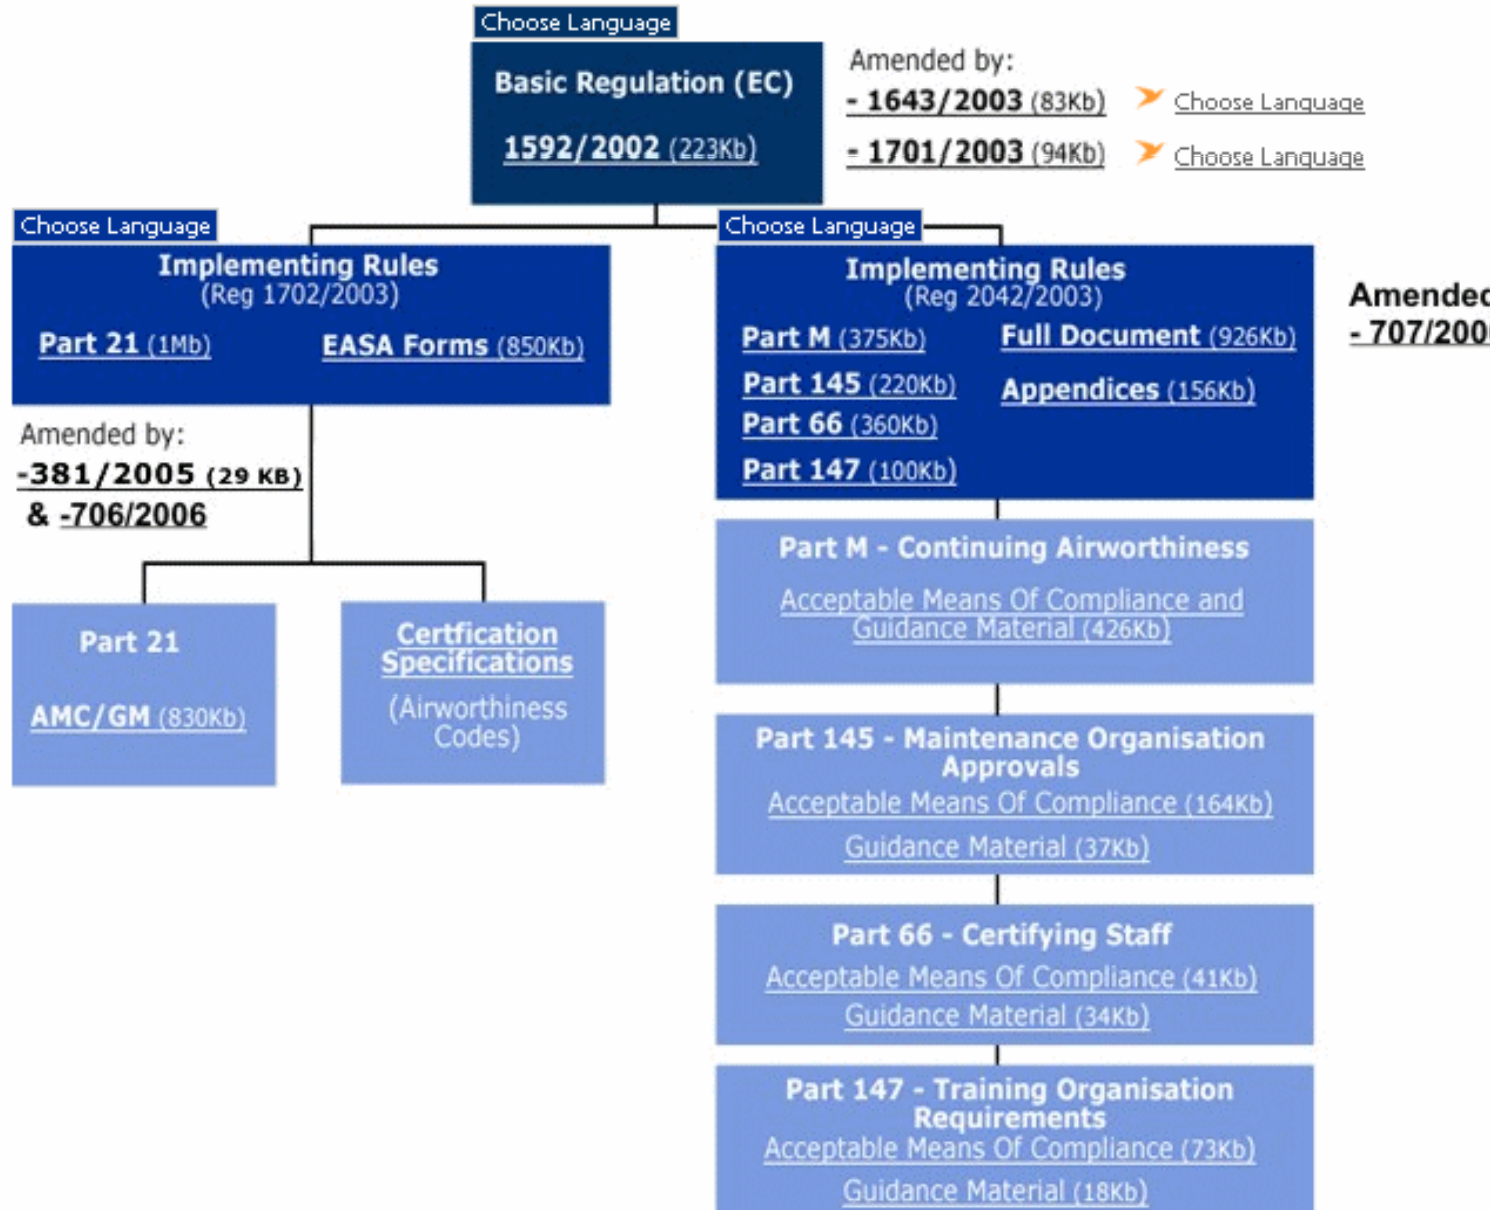 Choose Language
Basic Regulation (EC)
1592/2002 (223Kb)
Amended by:
- 1643/2003 (83Kb) Choose Language
- 1701/2003 (94Kb) Choose Language
Choose Language
Implementing Rules
(Reg 1702/2003)
Part 21 (1Mb) EASA Forms (850Kb)
Amended by:
-381/2005 (29 KB)
& -706/2006
Part 21
AMC/GM (830Kb)
Certfication
Specifications
(Airworthiness
Codes)
Choose Language
Implementing Rules
(Reg 2042/2003)
Part M (375Kb) Full Document (926Kb)
Part 145 (220Kb) Appendices (156Kb)
Part 66 (360Kb)
Part 147 (100Kb)
Amended
- 707/200
Part M - Continuing Airworthiness
Acceptable Means Of Compliance and
Guidance Material (426Kb)
Part 145 - Maintenance Organisation
Approvals
Acceptable Means Of Compliance (164Kb)
Guidance Material (37Kb)
Part 66 - Certifying Staff
Acceptable Means Of Compliance (41Kb)
Guidance Material (34Kb)
Part 147 - Training Organisation
Requirements
Acceptable Means Of Compliance (73Kb)
Guidance Material (18Kb)